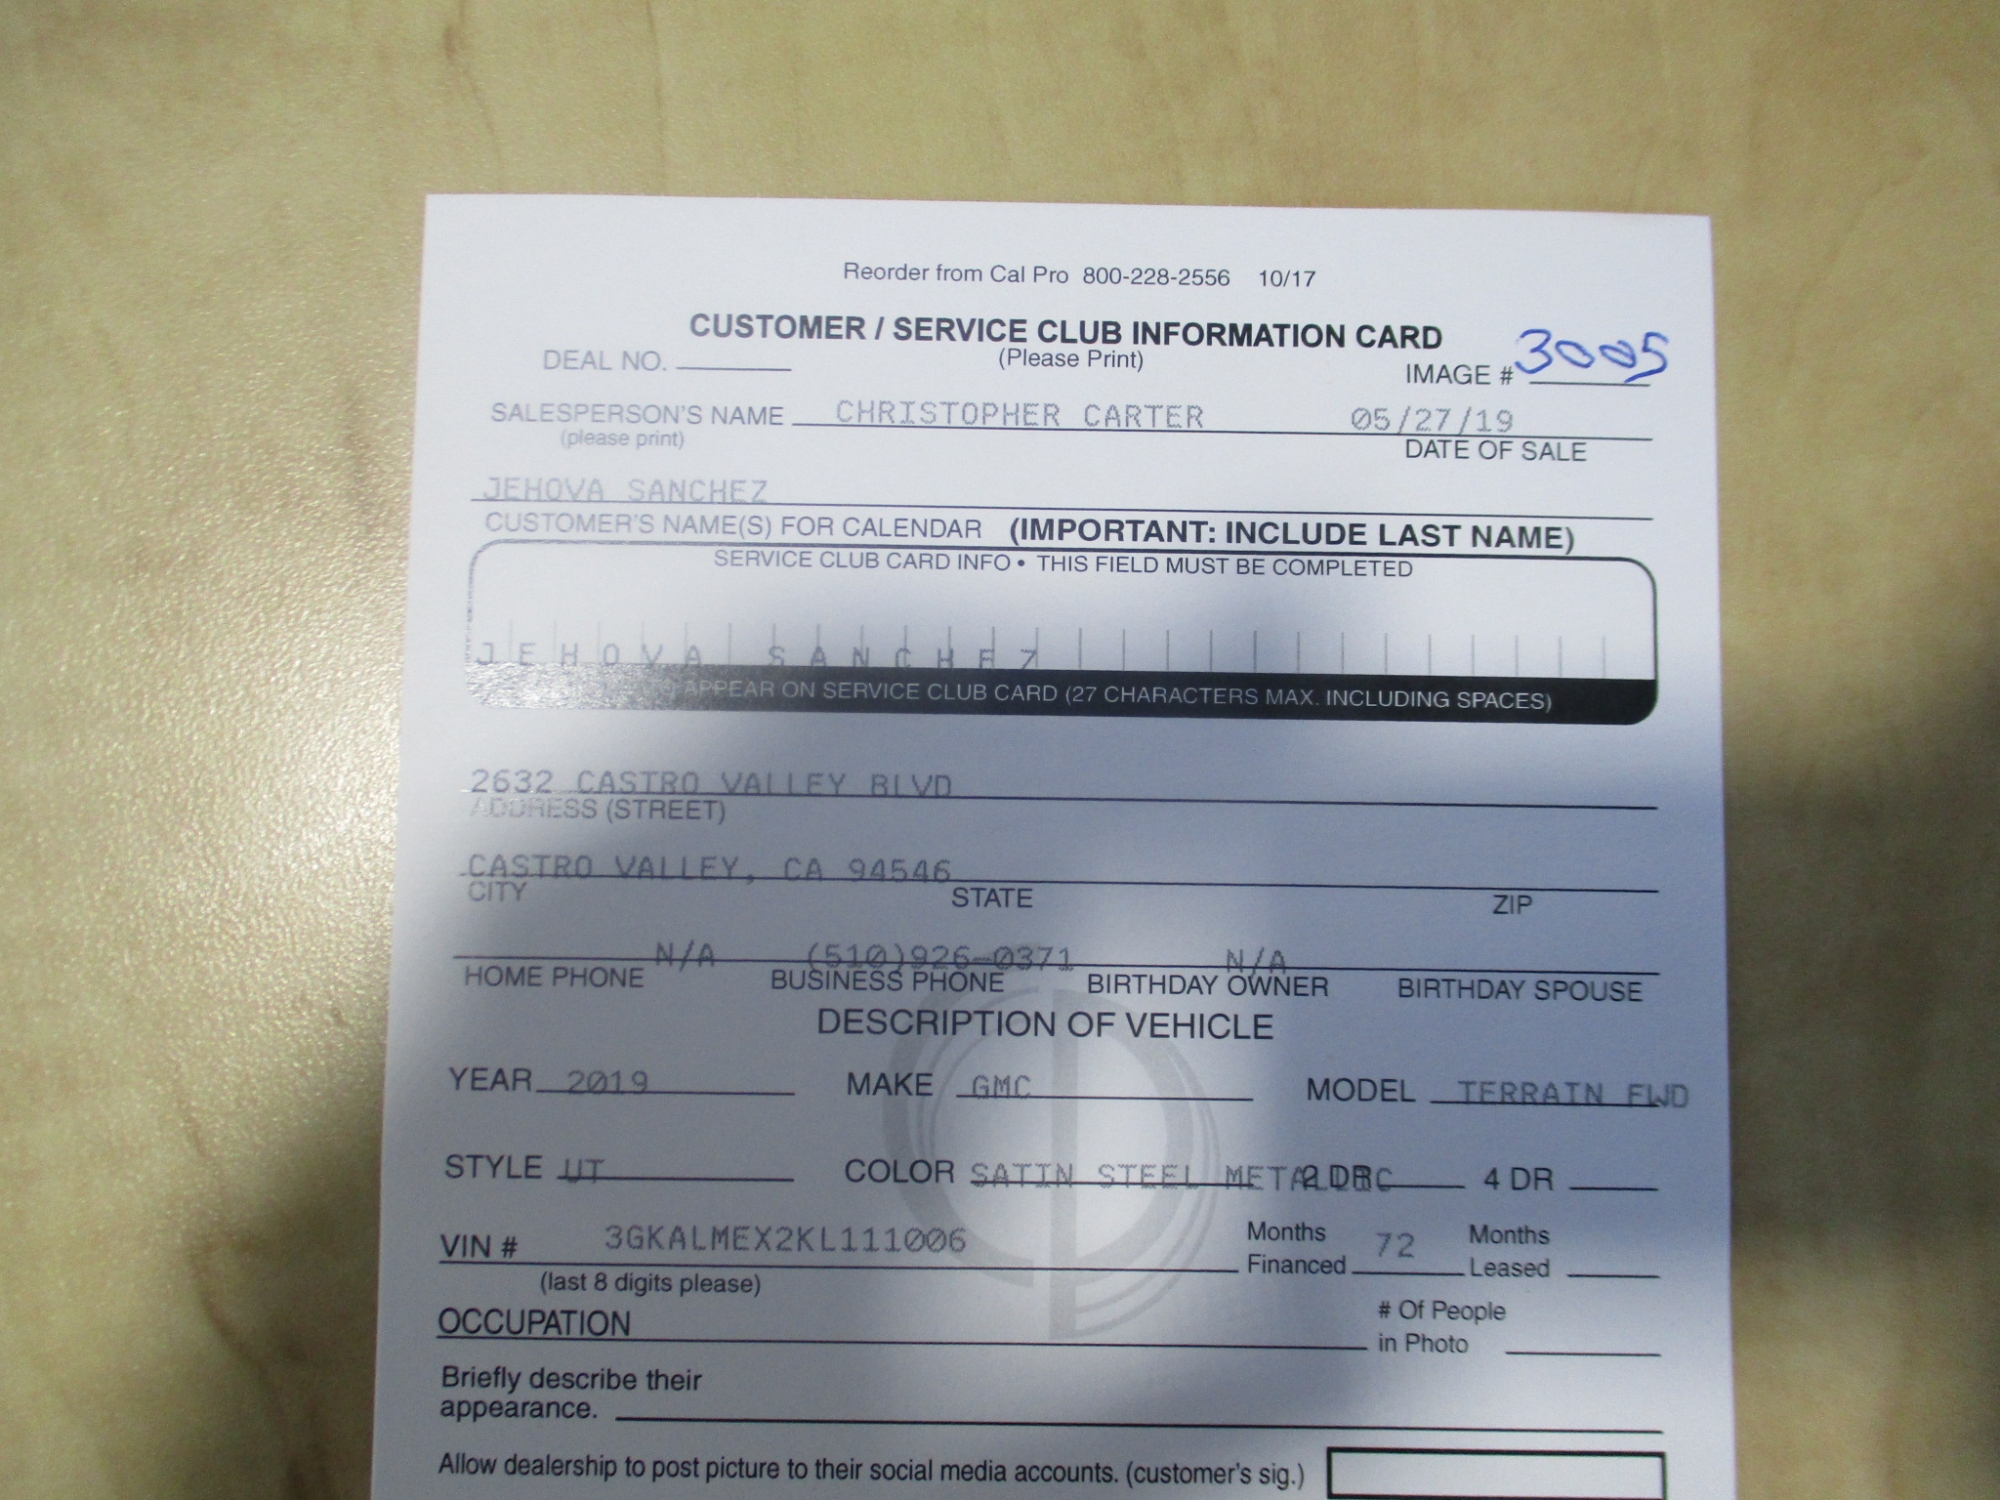 Reorder from Cal Pro 800-228-2556 10/17
CUSTOMER / SERVICE CLUB INFORMATION CARD
(Please Print)
DEAL NO. IMAGE # 3005
SALESPERSON'S NAME CHRISTOPHER CARTER 05/27/19
(please print) DATE OF SALE
JEHOVA SANCHEZ
CUSTOMER'S NAME(S) FOR CALENDAR (IMPORTANT: INCLUDE LAST NAME)
SERVICE CLUB CARD INFO • THIS FIELD MUST BE COMPLETED
JEHOVA SANCHEZ
APPEAR ON SERVICE CLUB CARD (27 CHARACTERS MAX. INCLUDING SPACES)
2632 CASTRO VALLEY BLVD
ADDRESS (STREET)
CASTRO VALLEY, CA 94546
CITY STATE ZIP
N/A (510)926-0371 N/A
HOME PHONE BUSINESS PHONE BIRTHDAY OWNER BIRTHDAY SPOUSE
DESCRIPTION OF VEHICLE
YEAR 2019 MAKE GMC MODEL TERRAIN FWD
STYLE UT COLOR SATIN STEEL 4 DR
VIN # 3GKALMEX2KL111006 Months Financed 72 Months Leased
(last 8 digits please)
OCCUPATION # Of People in Photo
Briefly describe their
appearance.
Allow dealership to post picture to their social media accounts. (customer's sig.)